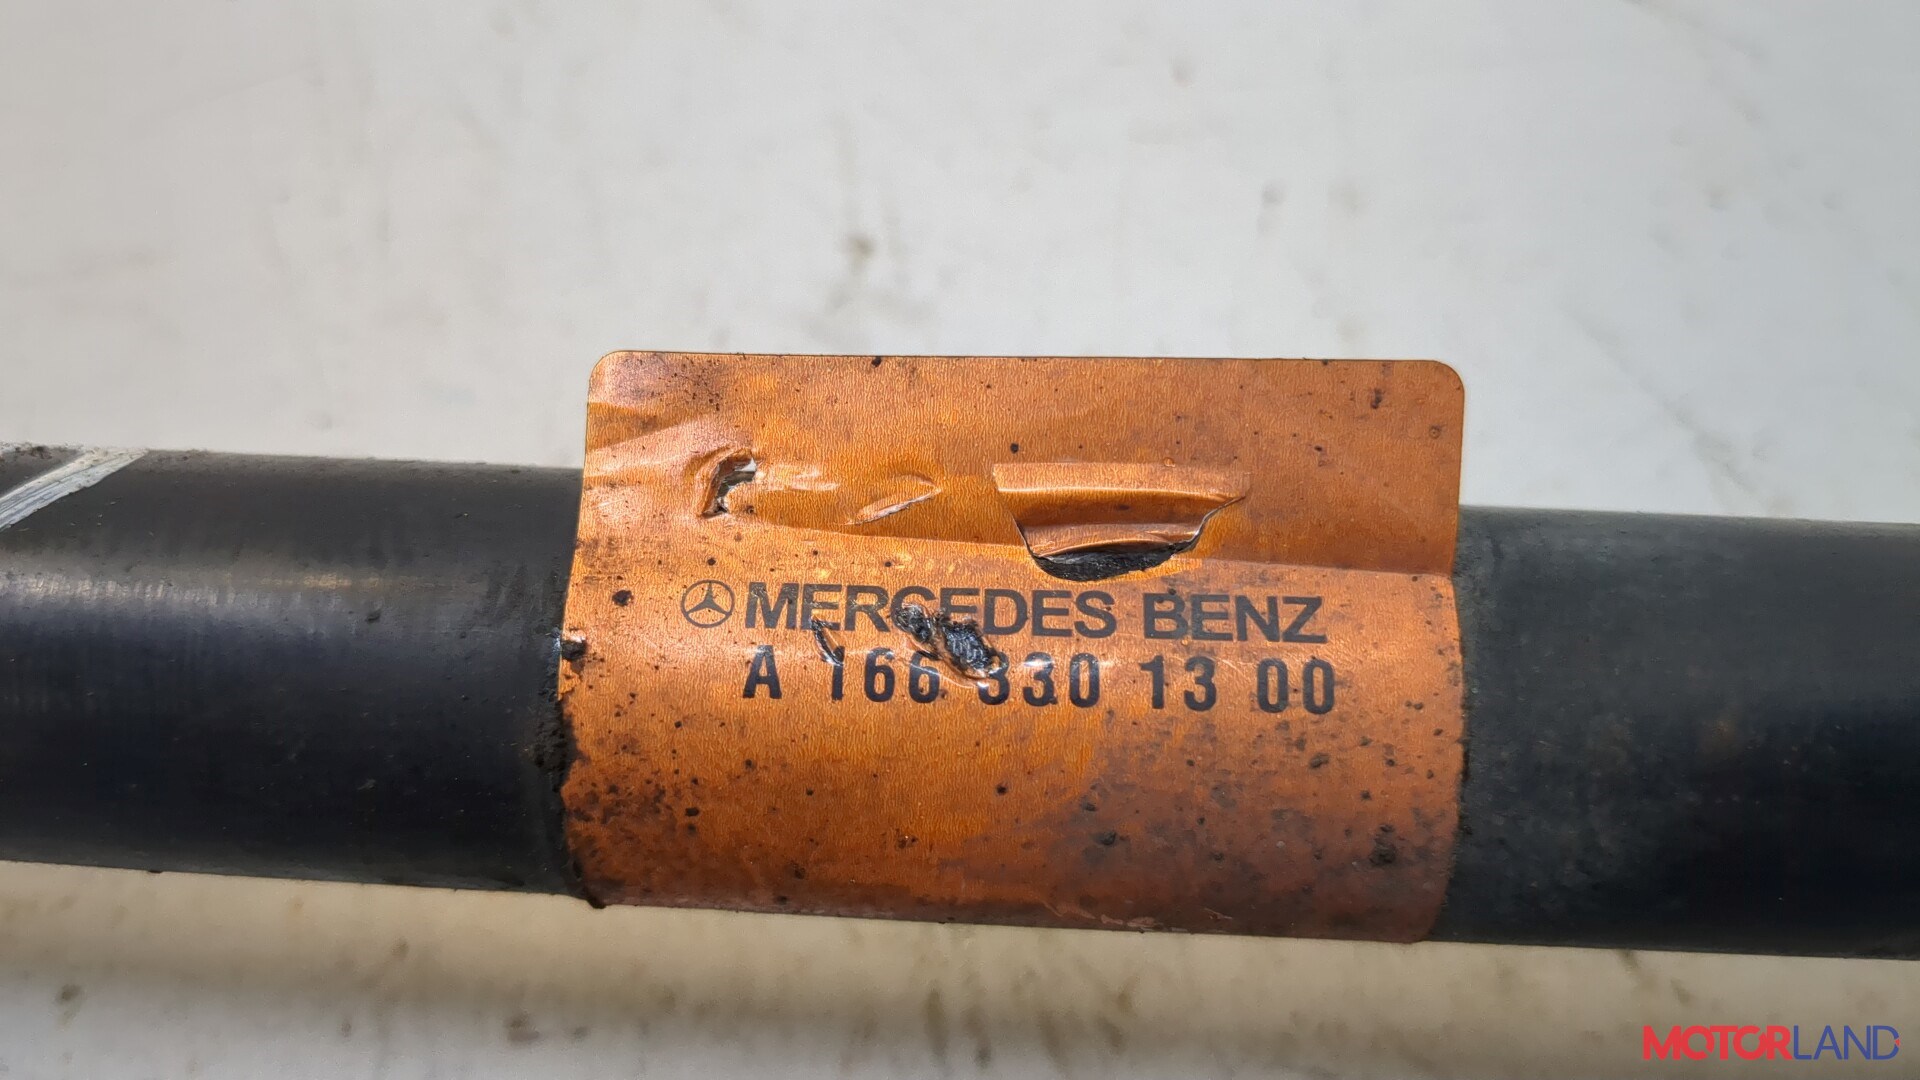 MERCEDES BENZ
A 166 330 13 00
MOTORLAND